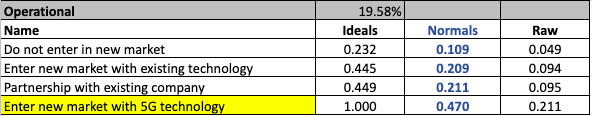 Operational 19.58%
Name Ideals Normals Raw
Do not enter in new market 0.232 0.109 0.049
Enter new market with existing technology 0.445 0.209 0.094
Partnership with existing company 0.449 0.211 0.095
Enter new market with 5G technology 1.000 0.470 0.211